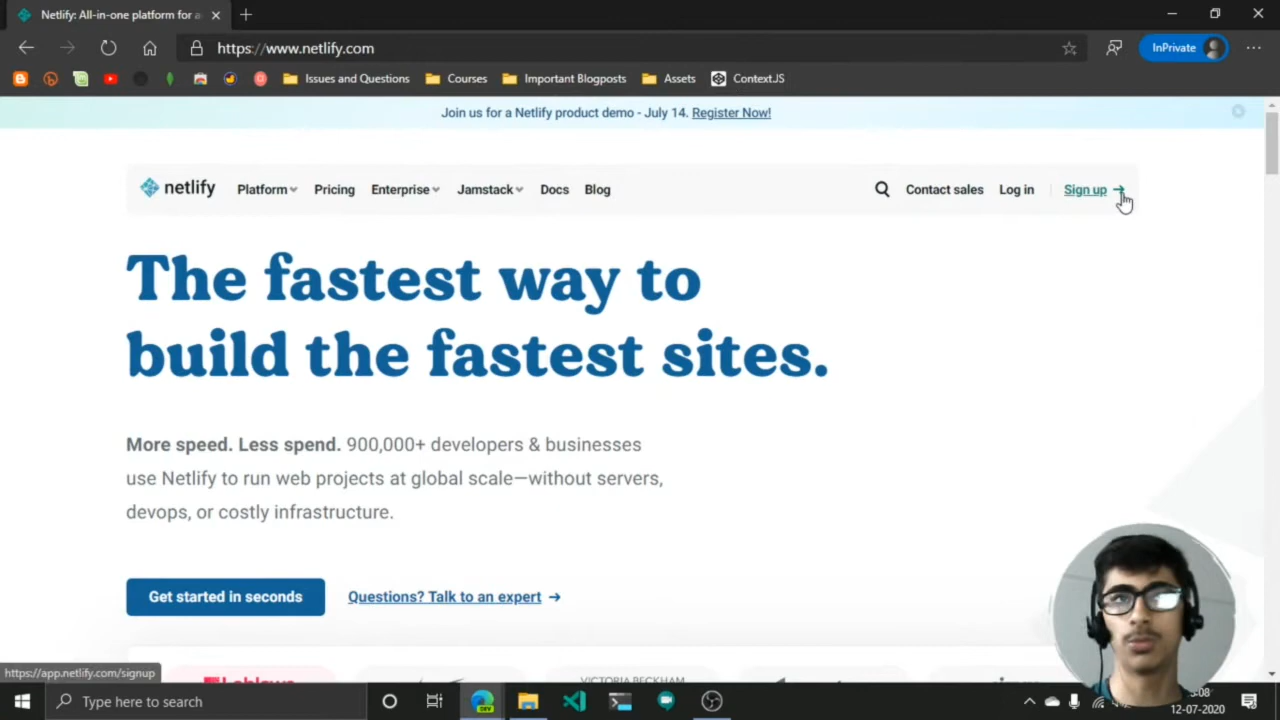 Netlify: All-in-one platform for a
https://www.netlify.com
InPrivate
Issues and Questions
Courses
Important Blogposts
Assets
ContextJS
Join us for a Netlify product demo - July 14. Register Now!
netlify
Platform
Pricing
Enterprise
Jamstack
Docs
Blog
Contact sales
Log in
Sign up
The fastest way to
build the fastest sites.
More speed. Less spend. 900,000+ developers & businesses
use Netlify to run web projects at global scale—without servers,
devops, or costly infrastructure.
Get started in seconds
Questions? Talk to an expert
https://app.netlify.com/signup
VICTORIA BECKHAM
Type here to search
DEV
12-07-2020